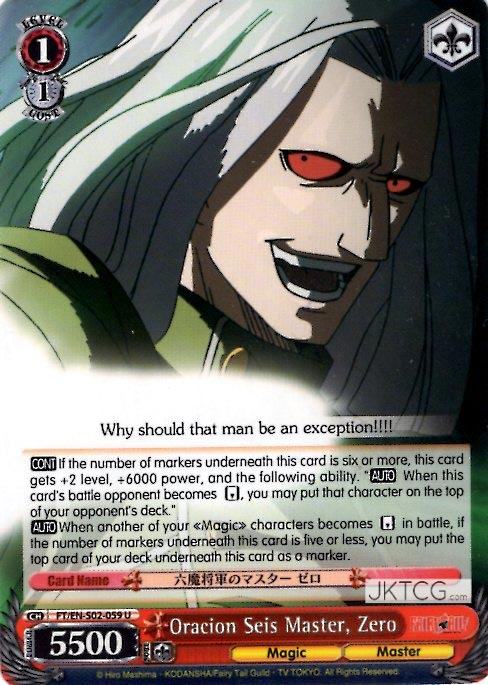 LEVEL
1
1
COST
Why should that man be an exception!!!!
CONT If the number of markers underneath this card is six or more, this card
gets +2 level, +6000 power, and the following ability. "AUTO When this
card's battle opponent becomes, you may put that character on the top
of your opponent's deck."
AUTO When another of your «Magic» characters becomes in battle, if
the number of markers underneath this card is five or less, you may put the
top card of your deck underneath this card as a marker.
Card Name 六魔将軍のマスター ゼロ
JKTCG.com
CH FT/EN-S02-059 U
POWER 5500 SOUL Oracion Seis Master, Zero FAIRY TAIL
Magic Master
© Hiro Mashima・KODANSHA/Fairy Tail Guild・TV TOKYO. All Rights Reserved.